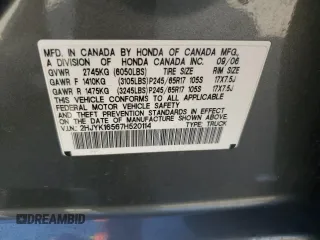 MFD. IN CANADA BY HONDA OF CANADA MFG.,
A DIVISION OF HONDA CANADA INC. 09/06
GVWR 2745KG (6050LBS) TIRE SIZE RIM SIZE
GAWR F 1410KG (3105LBS) P245/65R17 105S 17X7.5J
GAWR R 1475KG (3245LBS) P245/65R17 105S 17X7.5J
THIS VEHICLE CONFORMS TO ALL APPLICABLE
FEDERAL MOTOR VEHICLE SAFETY
AND THEFT PREVENTION STANDARDS IN EFFECT
ON THE DATE OF MANUFACTURE SHOWN ABOVE.
V.I.N.: 2HJYK16567H520114 TYPE: TRUCK
© DREAM BID INC.